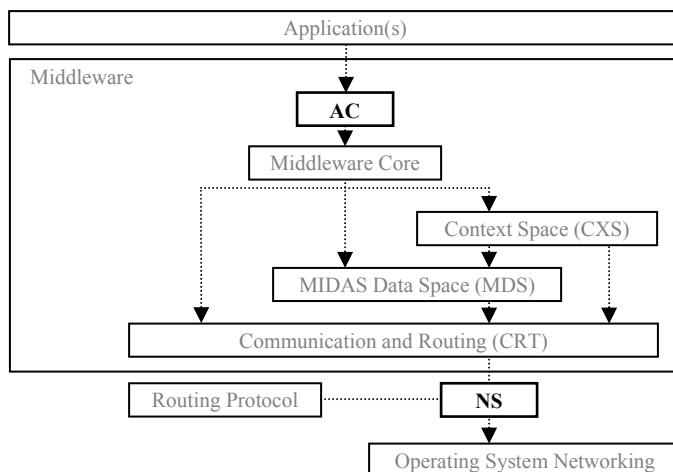 Application(s)
Middleware
AC
Middleware Core
Context Space (CXS)
MIDAS Data Space (MDS)
Communication and Routing (CRT)
Routing Protocol
NS
Operating System Networking